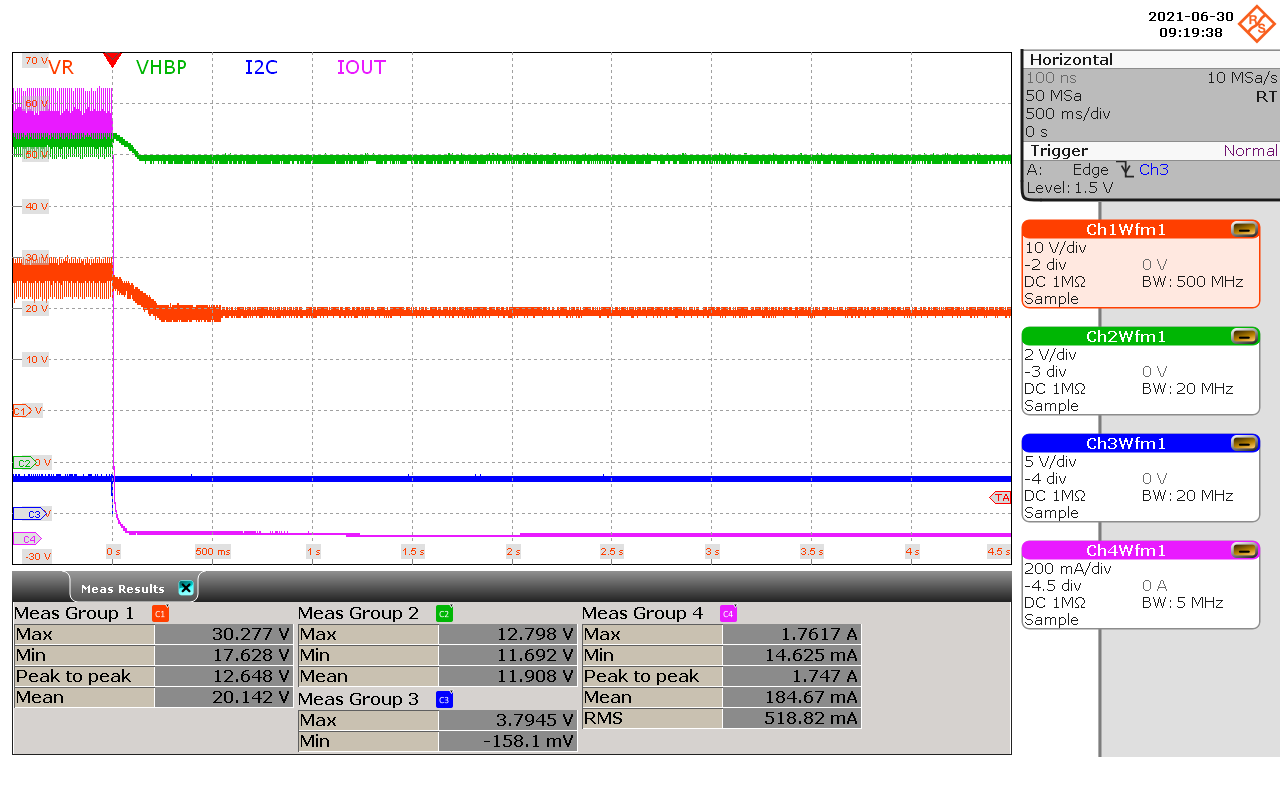 2021-06-30
09:19:38
R&S
VR VHBP I2C IOUT
70 V
60 V
50 V
40 V
30 V
20 V
10 V
C1 0 V
C2 0 V
C3 V
C4
-30 V
TA
0 s 500 ms 1 s 1.5 s 2 s 2.5 s 3 s 3.5 s 4 s 4.5 s
Horizontal
100 ns 10 MSa/s
50 MSa RT
500 ms/div
0 s
Trigger Normal
A: Edge Ch3
Level: 1.5 V
Ch1Wfm1
10 V/div
-2 div 0 V
DC 1MΩ BW: 500 MHz
Sample
Ch2Wfm1
2 V/div
-3 div 0 V
DC 1MΩ BW: 20 MHz
Sample
Ch3Wfm1
5 V/div
-4 div 0 V
DC 1MΩ BW: 20 MHz
Sample
Ch4Wfm1
200 mA/div
-4.5 div 0 A
DC 1MΩ BW: 5 MHz
Sample
Meas Results
Meas Group 1 C1
Max 30.277 V
Min 17.628 V
Peak to peak 12.648 V
Mean 20.142 V
Meas Group 2 C2
Max 12.798 V
Min 11.692 V
Mean 11.908 V
Meas Group 3 C3
Max 3.7945 V
Min -158.1 mV
Meas Group 4 C4
Max 1.7617 A
Min 14.625 mA
Peak to peak 1.747 A
Mean 184.67 mA
RMS 518.82 mA